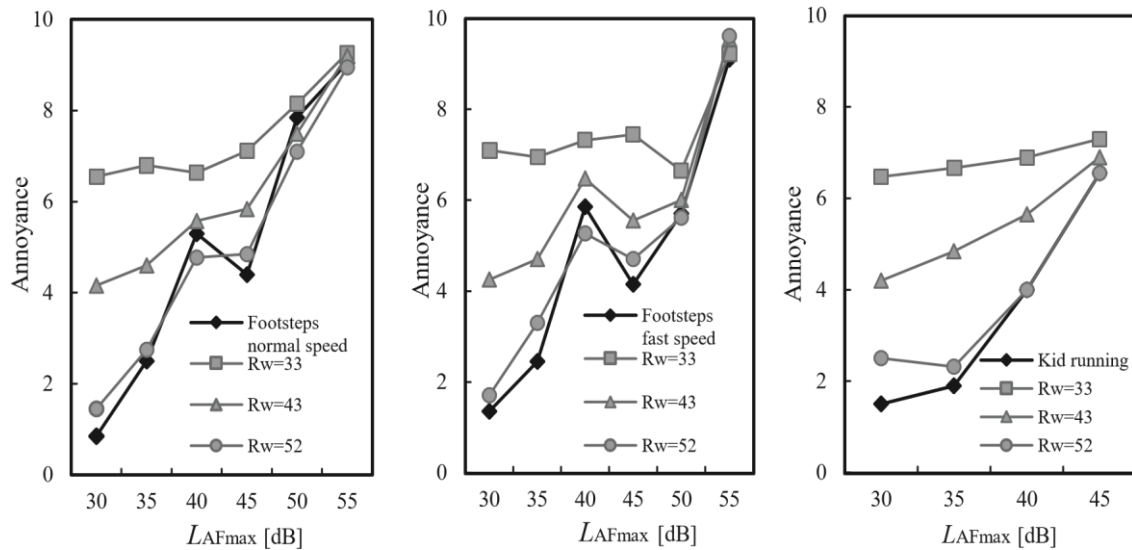 10
8
6
4
2
0
Annoyance
30 35 40 45 50 55
LAFmax [dB]
Footsteps
normal speed
Rw=33
Rw=43
Rw=52
10
8
6
4
2
0
Annoyance
30 35 40 45 50 55
LAFmax [dB]
Footsteps
fast speed
Rw=33
Rw=43
Rw=52
10
8
6
4
2
0
Annoyance
30 35 40 45
LAFmax [dB]
Kid running
Rw=33
Rw=43
Rw=52